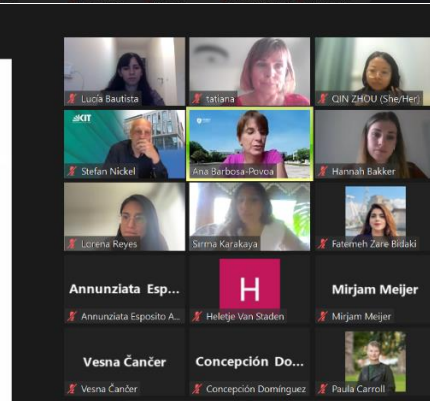 Lucía Bautista
tatiana
QIN ZHOU (She/Her)
KIT
Stefan Nickel
Ana Barbosa-Povoa
Hannah Bakker
Lorena Reyes
Sırma Karakaya
Fatemeh Zare Bidaki
Annunziata Esp...
H
Mirjam Meijer
Annunziata Esposito A...
Heletje Van Staden
Mirjam Meijer
Vesna Čančer
Concepción Do...
Vesna Čančer
Concepción Domínguez
Paula Carroll